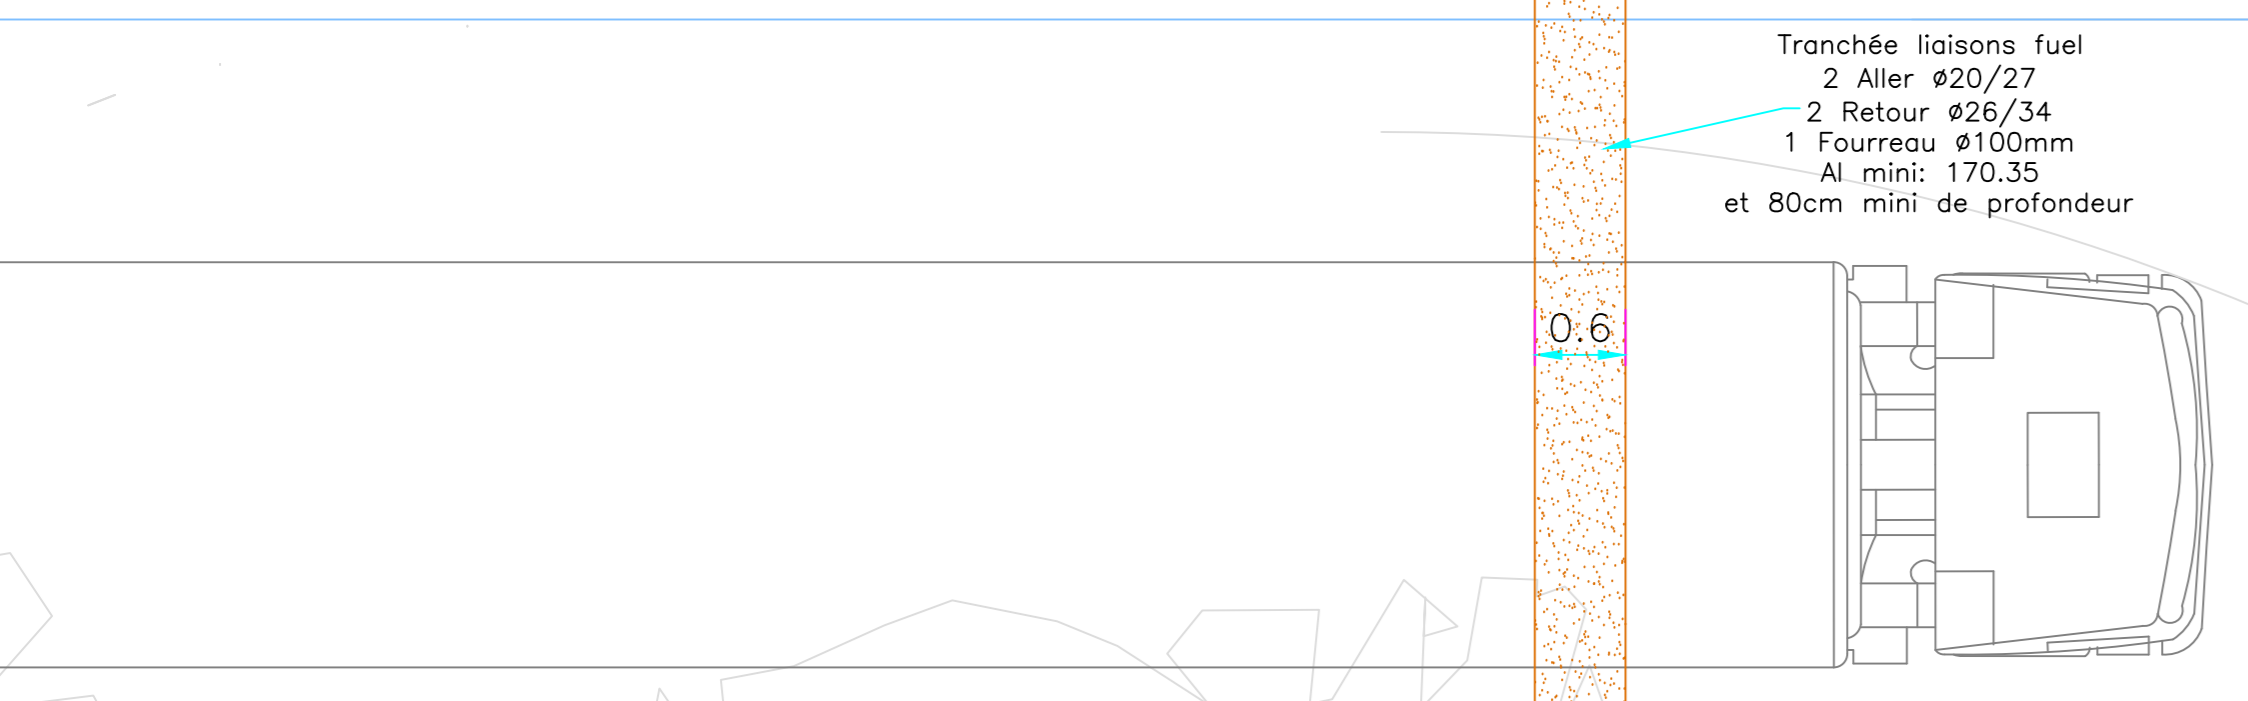 Tranchée liaisons fuel
2 Aller ø20/27
2 Retour ø26/34
1 Fourreau ø100mm
Al mini: 170.35
et 80cm mini de profondeur
0.6